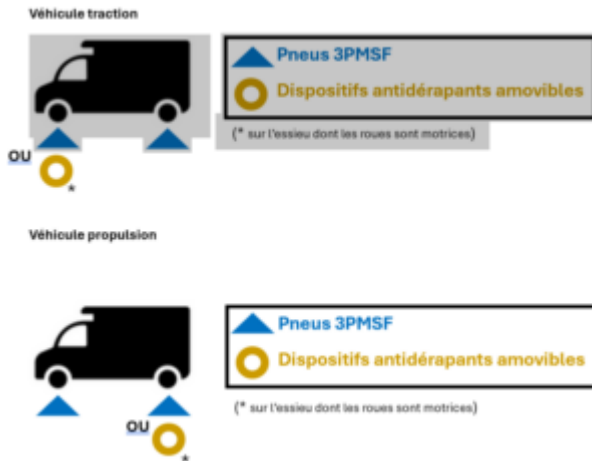 Véhicule traction
Pneus 3PMSF
Dispositifs antidérapants amovibles
(* sur l'essieu dont les roues sont motrices)
OU
*
Véhicule propulsion
Pneus 3PMSF
Dispositifs antidérapants amovibles
(* sur l'essieu dont les roues sont motrices)
OU
*